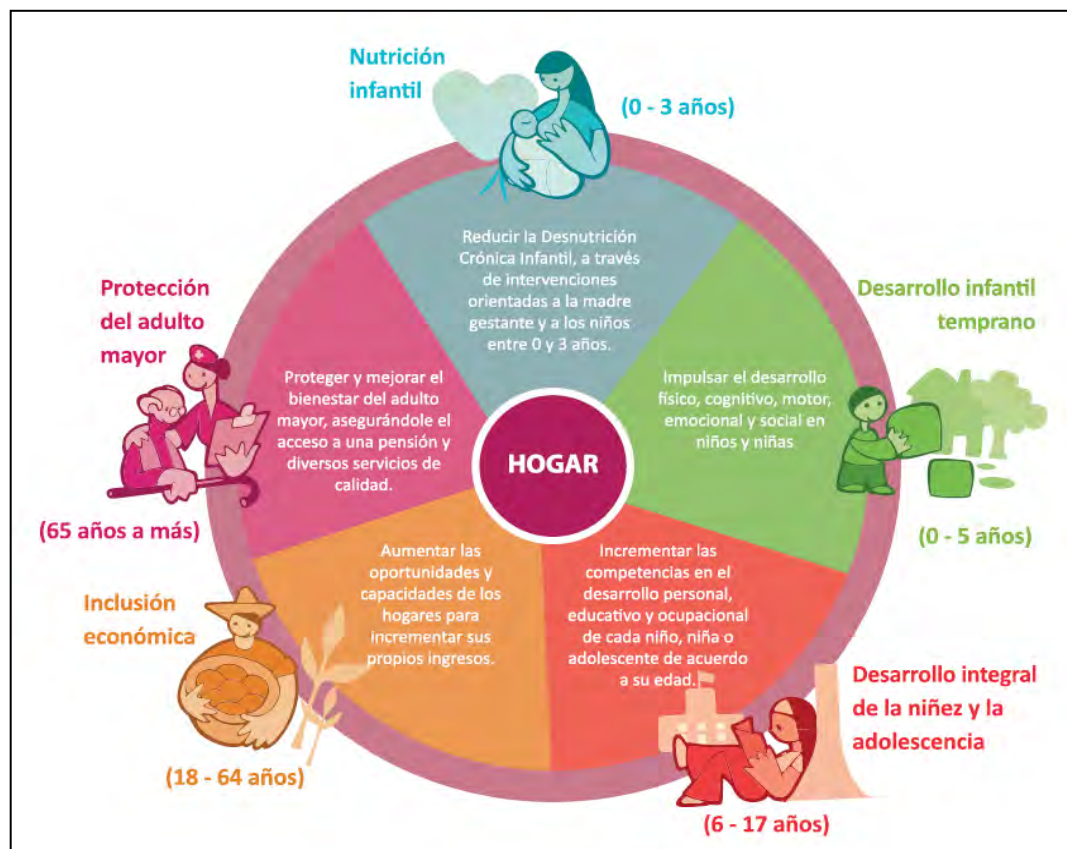 Nutrición
infantil
(0 - 3 años)
Reducir la Desnutrición
Crónica Infantil, a través
de intervenciones
orientadas a la madre
gestante y a los niños
entre 0 y 3 años.
Desarrollo infantil
temprano
Impulsar el desarrollo
físico, cognitivo, motor,
emocional y social en
niños y niñas
(0 - 5 años)
Protección
del adulto
mayor
Proteger y mejorar el
bienestar del adulto
mayor, asegurándole el
acceso a una pensión y
diversos servicios de
calidad.
(65 años a más)
HOGAR
Inclusión
económica
Aumentar las
oportunidades y
capacidades de los
hogares para
incrementar sus
propios ingresos.
(18 - 64 años)
Incrementar las
competencias en el
desarrollo personal,
educativo y ocupacional
de cada niño, niña o
adolescente de acuerdo
a su edad.
Desarrollo integral
de la niñez y la
adolescencia
(6 - 17 años)